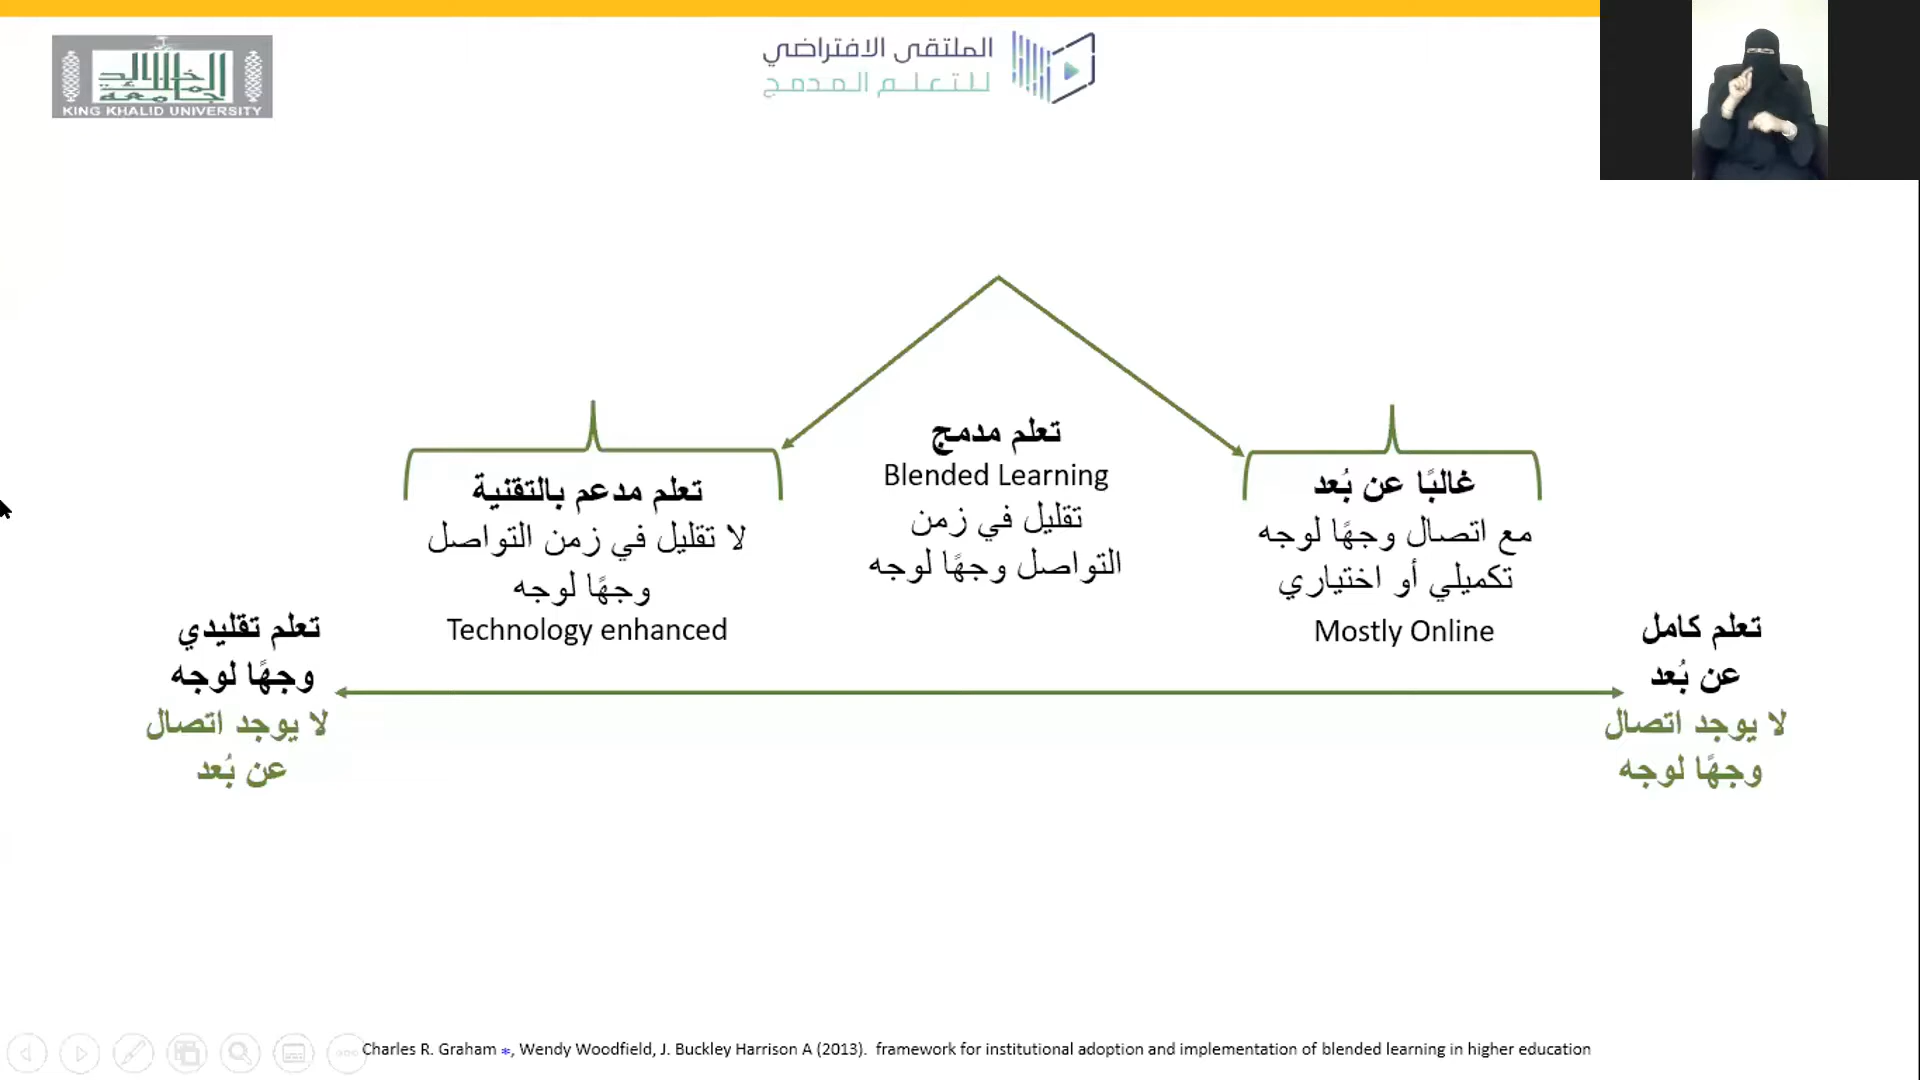 جامعة الملك خالد
KING KHALID UNIVERSITY
الملتقى الافتراضي
للتعلم المدمج
تعلم مدمج
Blended Learning
تقليل في زمن
التواصل وجهًا لوجه
غالبًا عن بُعد
مع اتصال وجهًا لوجه
تكميلي أو اختياري
Mostly Online
تعلم مدعم بالتقنية
لا تقليل في زمن التواصل
وجهًا لوجه
Technology enhanced
تعلم كامل
عن بُعد
لا يوجد اتصال
وجهًا لوجه
تعلم تقليدي
وجهًا لوجه
لا يوجد اتصال
عن بُعد
Charles R. Graham *, Wendy Woodfield, J. Buckley Harrison A (2013). framework for institutional adoption and implementation of blended learning in higher education